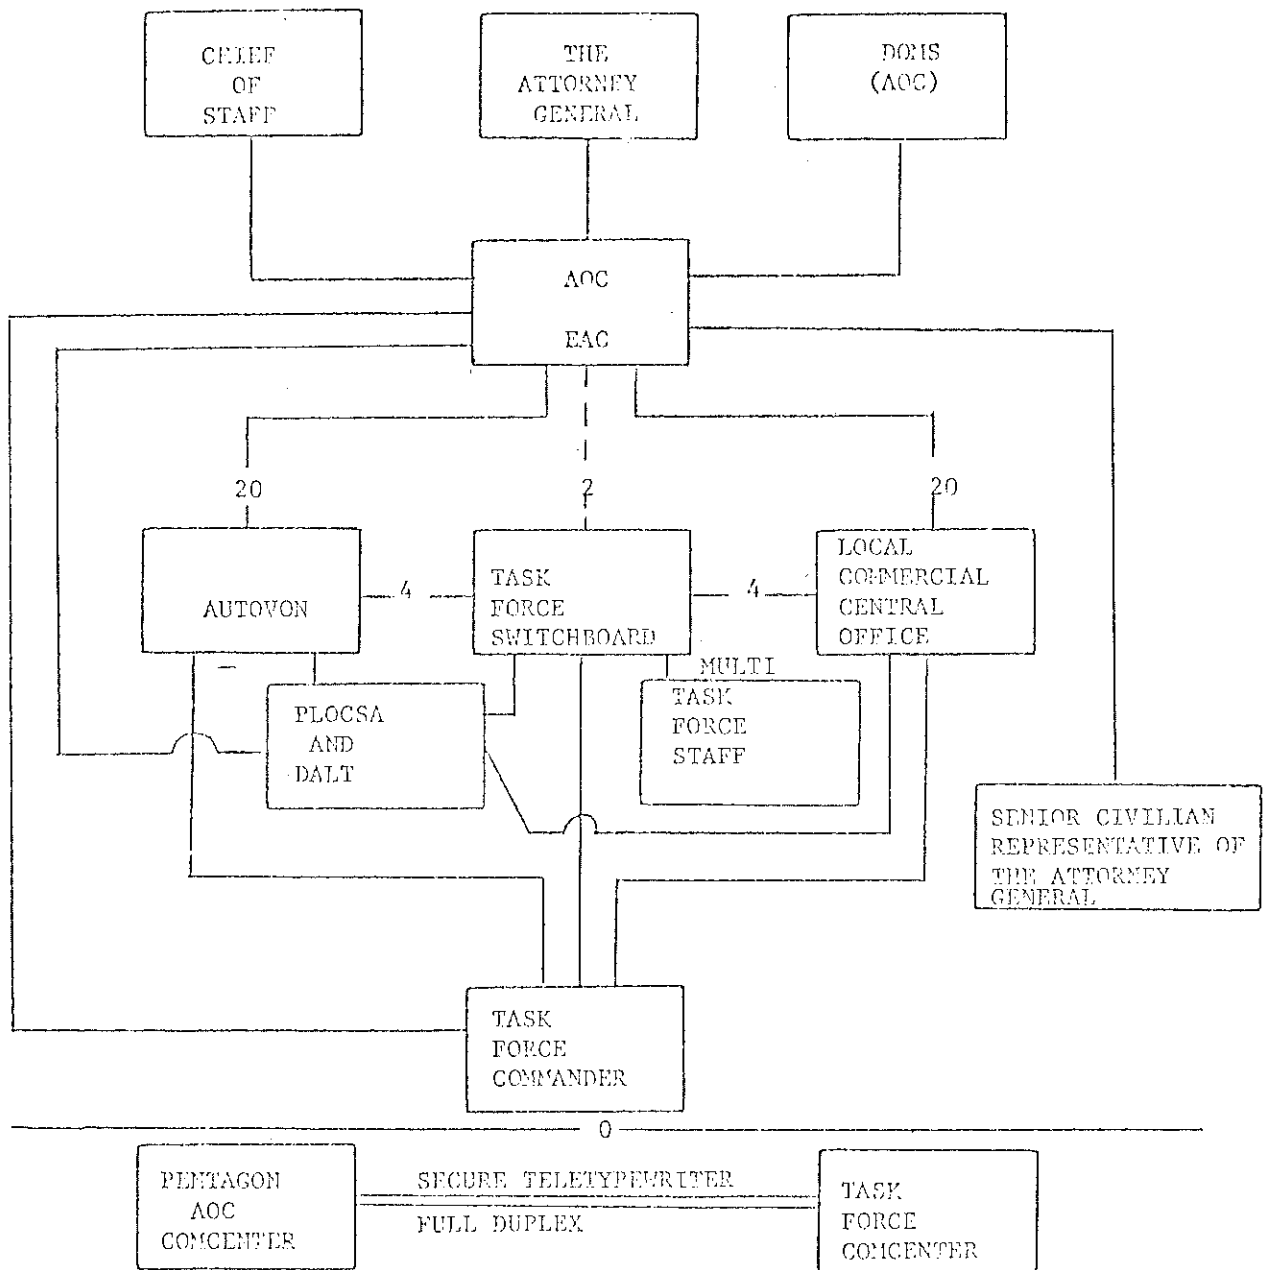 CHIEF
OF
STAFF
THE
ATTORNEY
GENERAL
DOMS
(AOC)
AOC
EAC
20
2
20
AUTOVON
4
TASK
FORCE
SWITCHBOARD
4
LOCAL
COMMERCIAL
CENTRAL
OFFICE
PLOCSA
AND
DALT
MULTI
TASK
FORCE
STAFF
SENIOR CIVILIAN
REPRESENTATIVE OF
THE ATTORNEY
GENERAL
TASK
FORCE
COMMANDER
0
PENTAGON
AOC
COMCENTER
SECURE TELETYPEWRITER
FULL DUPLEX
TASK
FORCE
COMCENTER